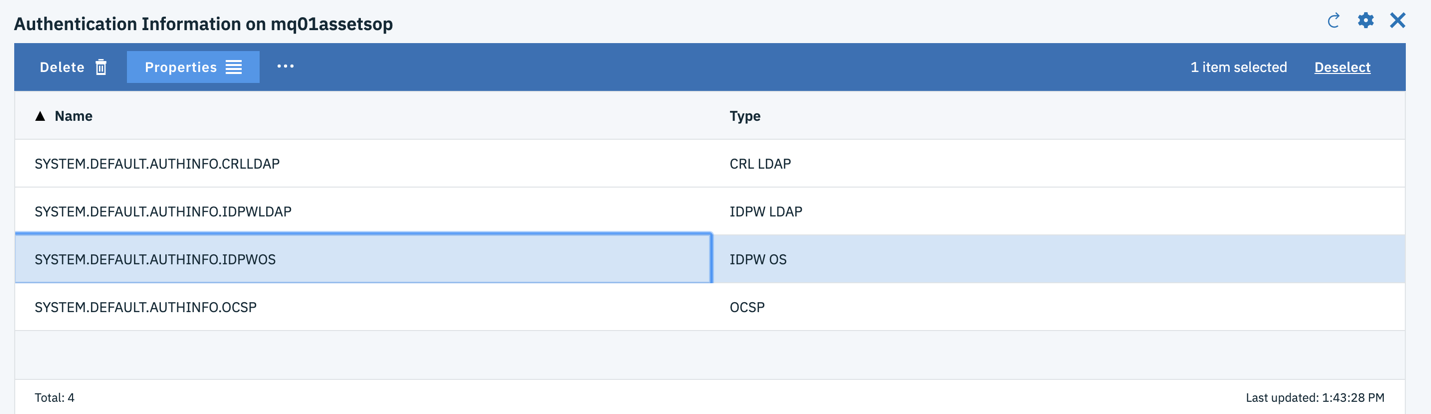 Authentication Information on mq01assetsop
Delete Properties ... 1 item selected Deselect
▲ Name Type
SYSTEM.DEFAULT.AUTHINFO.CRLLDAP CRL LDAP
SYSTEM.DEFAULT.AUTHINFO.IDPWLDAP IDPW LDAP
SYSTEM.DEFAULT.AUTHINFO.IDPWOS IDPW OS
SYSTEM.DEFAULT.AUTHINFO.OCSP OCSP
Total: 4 Last updated: 1:43:28 PM